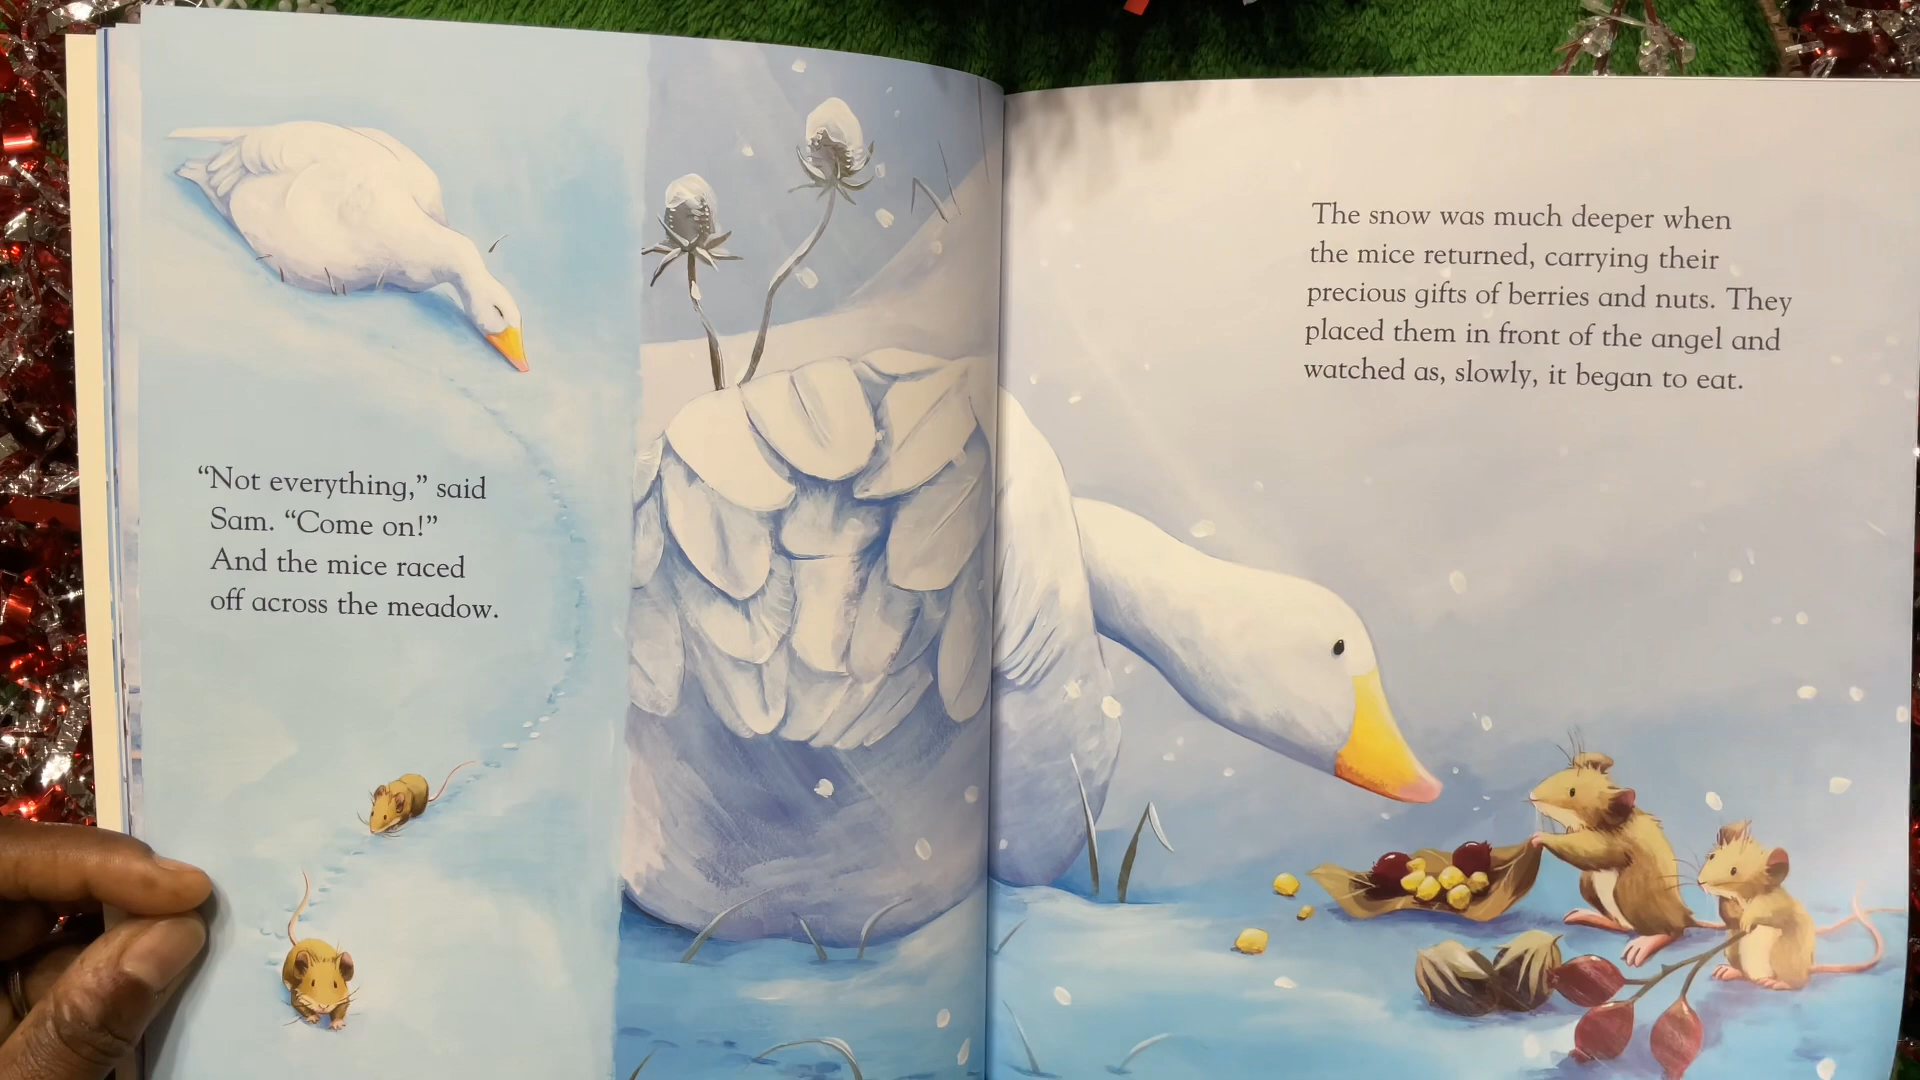 “Not everything,” said
Sam. “Come on!”
And the mice raced
off across the meadow.
The snow was much deeper when
the mice returned, carrying their
precious gifts of berries and nuts. They
placed them in front of the angel and
watched as, slowly, it began to eat.